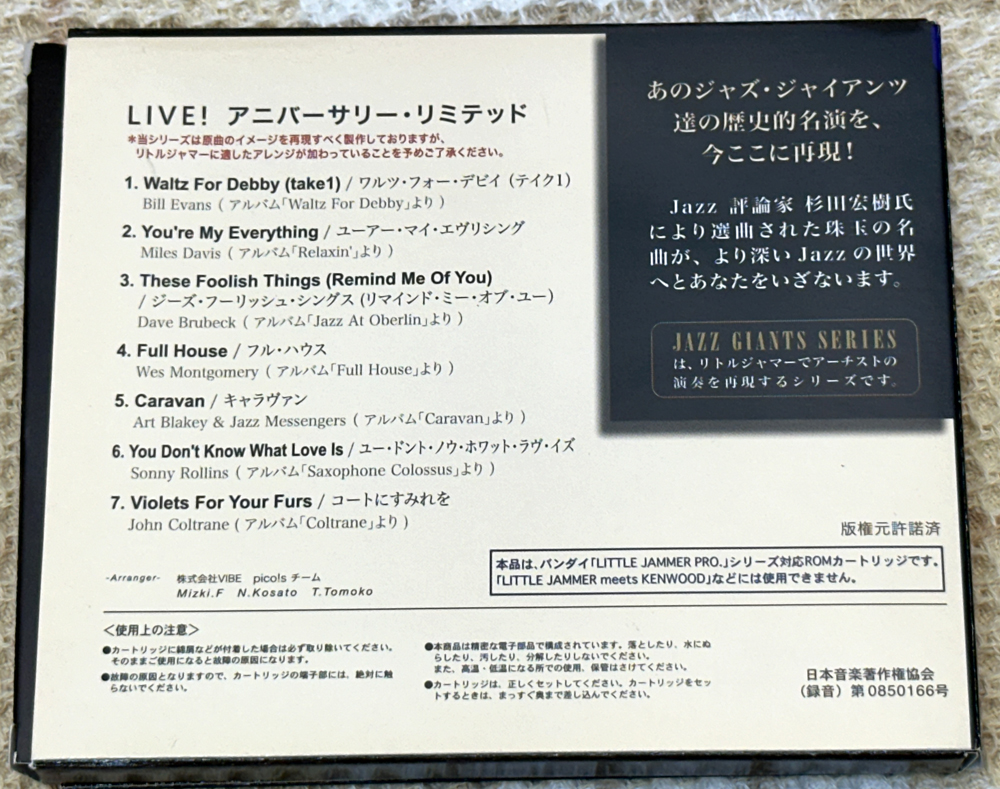 LIVE! アニバーサリー・リミテッド
*当シリーズは原曲のイメージを再現すべく製作しておりますが、
リトルジャマーに適したアレンジが加わっていることを予めご了承ください。
1. Waltz For Debby (take1) / ワルツ・フォー・デビイ (テイク1)
Bill Evans ( アルバム「Waltz For Debby」より )
2. You're My Everything / ユーアー・マイ・エヴリシング
Miles Davis ( アルバム「Relaxin'」より )
3. These Foolish Things (Remind Me Of You)
/ ジーズ・フーリッシュ・シングス (リマインド・ミー・オブ・ユー)
Dave Brubeck ( アルバム「Jazz At Oberlin」より )
4. Full House / フル・ハウス
Wes Montgomery ( アルバム「Full House」より )
5. Caravan / キャラヴァン
Art Blakey & Jazz Messengers ( アルバム「Caravan」より )
6. You Don't Know What Love Is / ユー・ドント・ノウ・ホワット・ラヴ・イズ
Sonny Rollins ( アルバム「Saxophone Colossus」より )
7. Violets For Your Furs / コートにすみれを
John Coltrane ( アルバム「Coltrane」より )
あのジャズ・ジャイアンツ
達の歴史的名演を、
今ここに再現!
Jazz 評論家 杉田宏樹氏
により選曲された珠玉の名
曲が、より深いJazzの世界
へとあなたをいざないます。
JAZZ GIANTS SERIES
は、リトルジャマーでアーチストの
演奏を再現するシリーズです。
版権元許諾済
本品は、バンダイ「LITTLE JAMMER PRO.」シリーズ対応ROMカートリッジです。
「LITTLE JAMMER meets KENWOOD」などには使用できません。
-Arranger- 株式会社VIBE pico!s チーム
Mizki.F N.Kosato T.Tomoko
<使用上の注意>
●カートリッジに綿屑などが付着した場合は必ず取り除いてください。
そのままご使用になると故障の原因になります。
●故障の原因となりますので、カートリッジの端子部には、絶対に触
らないでください。
●本商品は精密な電子部品で構成されています。落としたり、水にぬ
らしたり、汚したり、分解したりしないでください。
また、高温・低温になる所での使用、保管はさけてください。
●カートリッジは、正しくセットしてください。カートリッジをセッ
トするときは、まっすぐ奥まで差し込んでください。
日本音楽著作権協会
(録音) 第0850166号